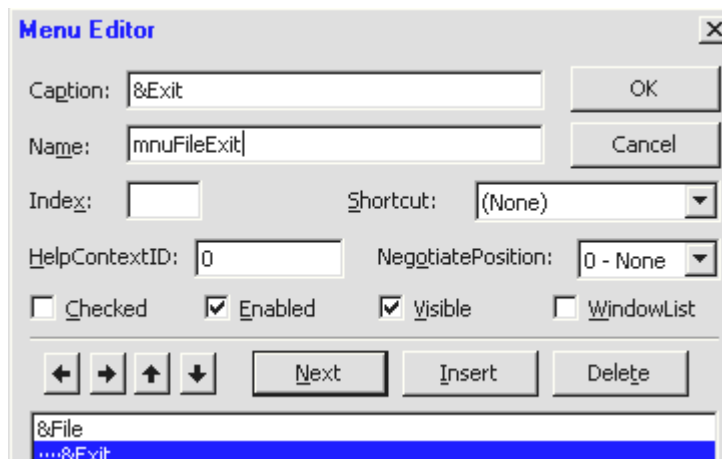 Menu Editor
Caption: &Exit OK
Name: mnuFileExit Cancel
Index: Shortcut: (None)
HelpContextID: 0 NegotiatePosition: 0 - None
Checked Enabled Visible WindowList
Next Insert Delete
&File
····&Exit